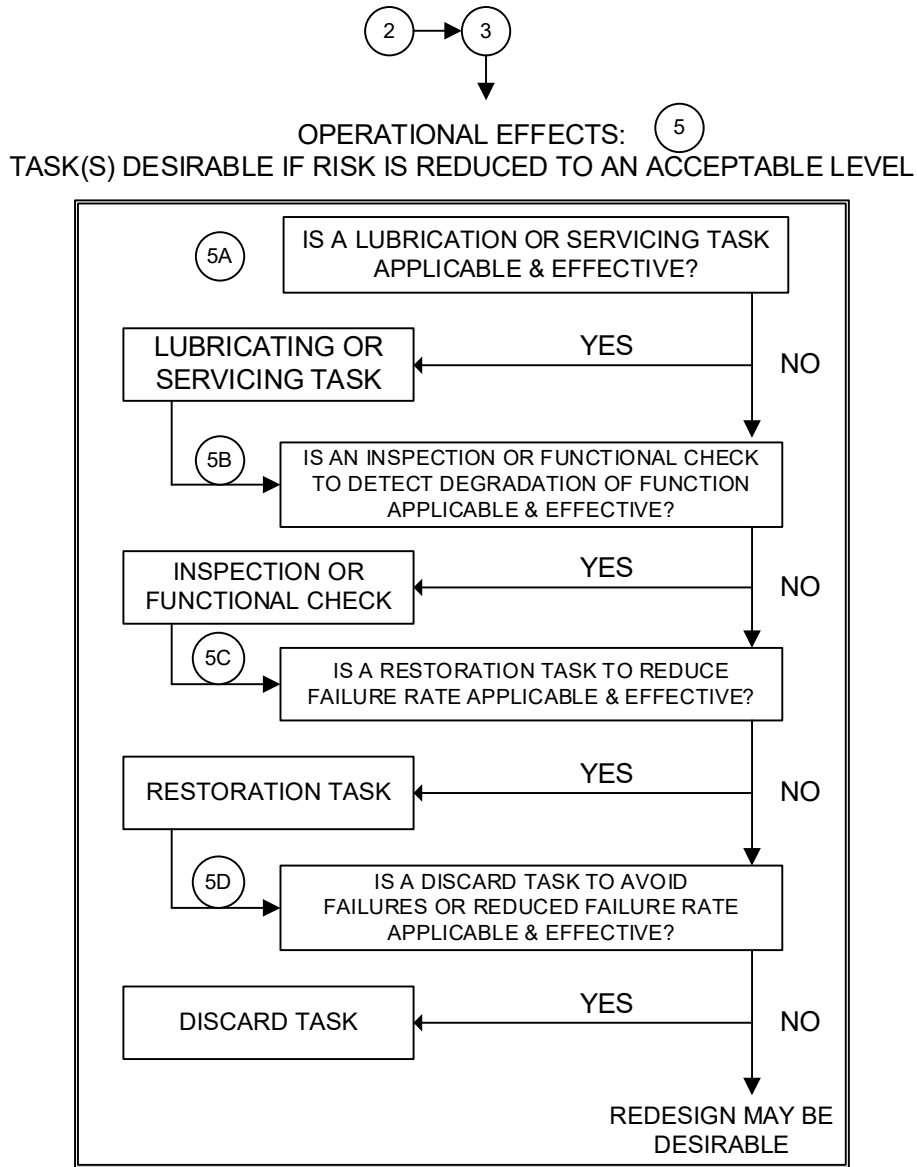 2
3
OPERATIONAL EFFECTS:
5
TASK(S) DESIRABLE IF RISK IS REDUCED TO AN ACCEPTABLE LEVEL
5A
IS A LUBRICATION OR SERVICING TASK
APPLICABLE & EFFECTIVE?
YES
NO
LUBRICATING OR
SERVICING TASK
5B
IS AN INSPECTION OR FUNCTIONAL CHECK
TO DETECT DEGRADATION OF FUNCTION
APPLICABLE & EFFECTIVE?
YES
NO
INSPECTION OR
FUNCTIONAL CHECK
5C
IS A RESTORATION TASK TO REDUCE
FAILURE RATE APPLICABLE & EFFECTIVE?
YES
NO
RESTORATION TASK
5D
IS A DISCARD TASK TO AVOID
FAILURES OR REDUCED FAILURE RATE
APPLICABLE & EFFECTIVE?
YES
NO
DISCARD TASK
REDESIGN MAY BE
DESIRABLE